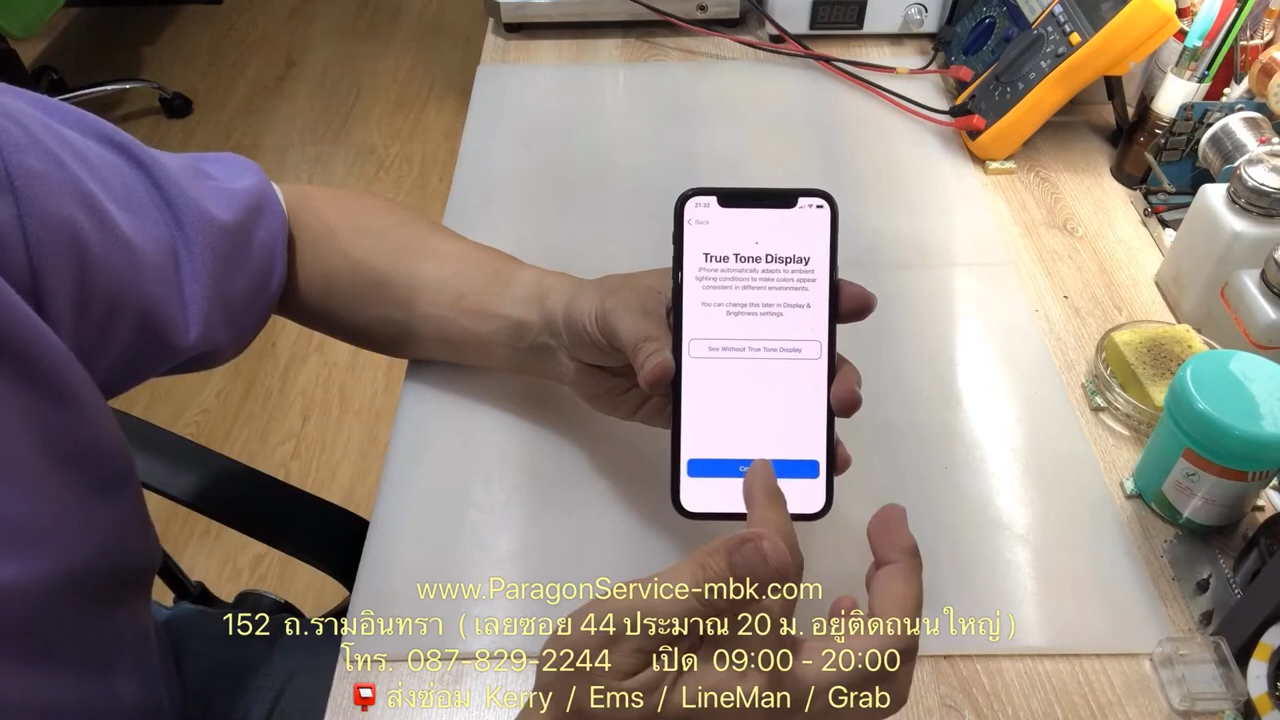 21:32
Back
True Tone Display
iPhone automatically adapts to ambient
lighting conditions to make colors appear
consistent in different environments.
You can change this later in Display &
Brightness settings.
See Without True Tone Display
www.ParagonService-mbk.com
152 ถ.รามอินทรา ( เลยซอย 44 ประมาณ 20 ม. อยู่ติดถนนใหญ่ )
โทร. 087-829-2244 เปิด 09:00 - 20:00
ส่งซ่อม Kerry / Ems / LineMan / Grab